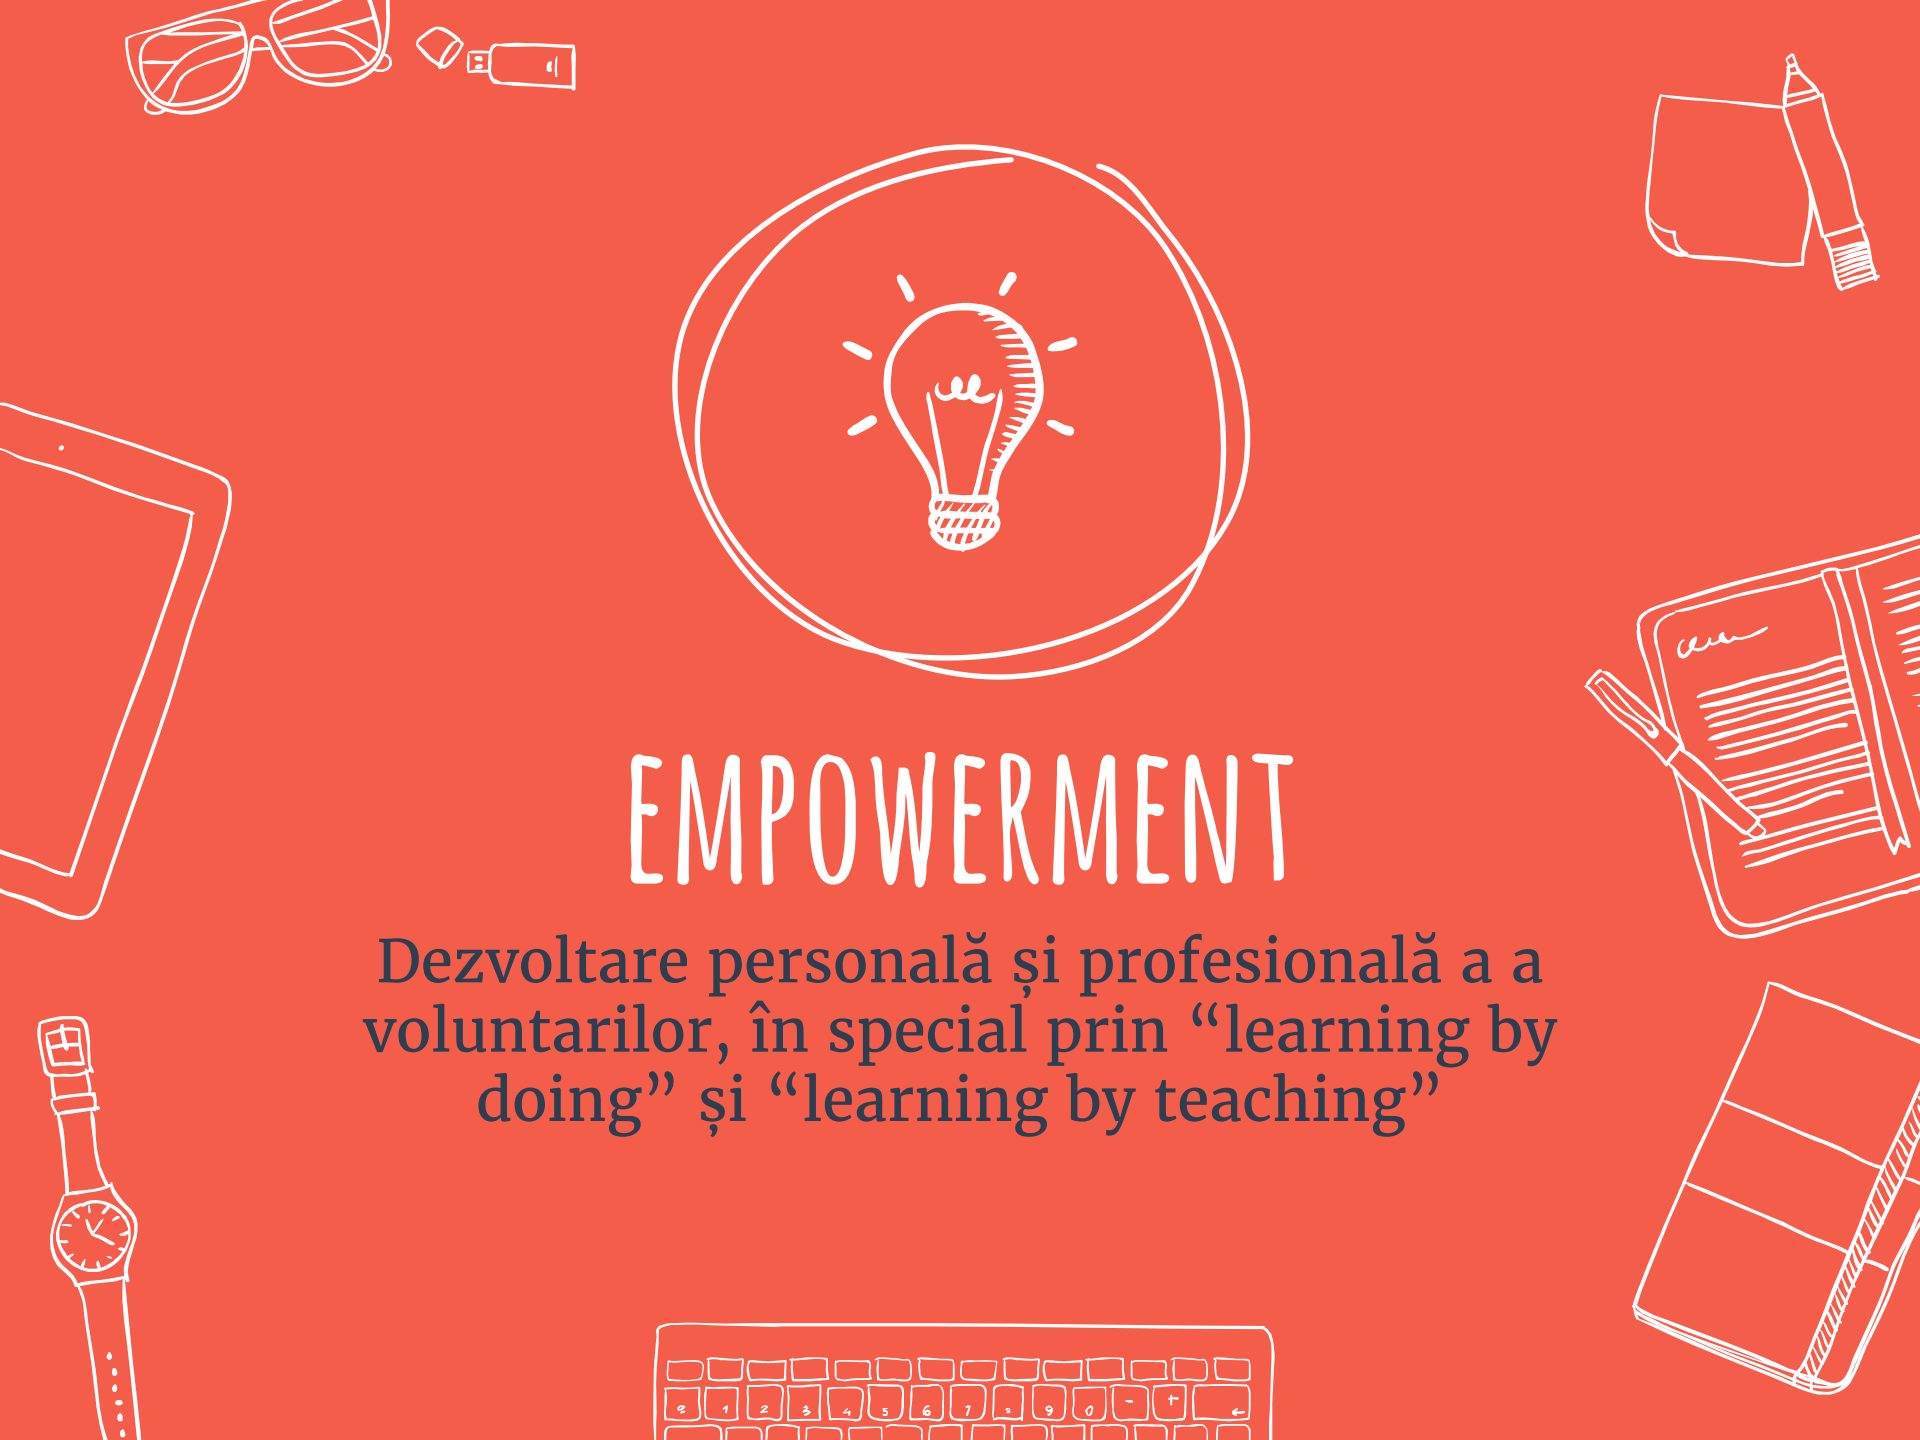 EMPOWERMENT
Dezvoltare personală și profesională a a
voluntarilor, în special prin “learning by
doing” și “learning by teaching”